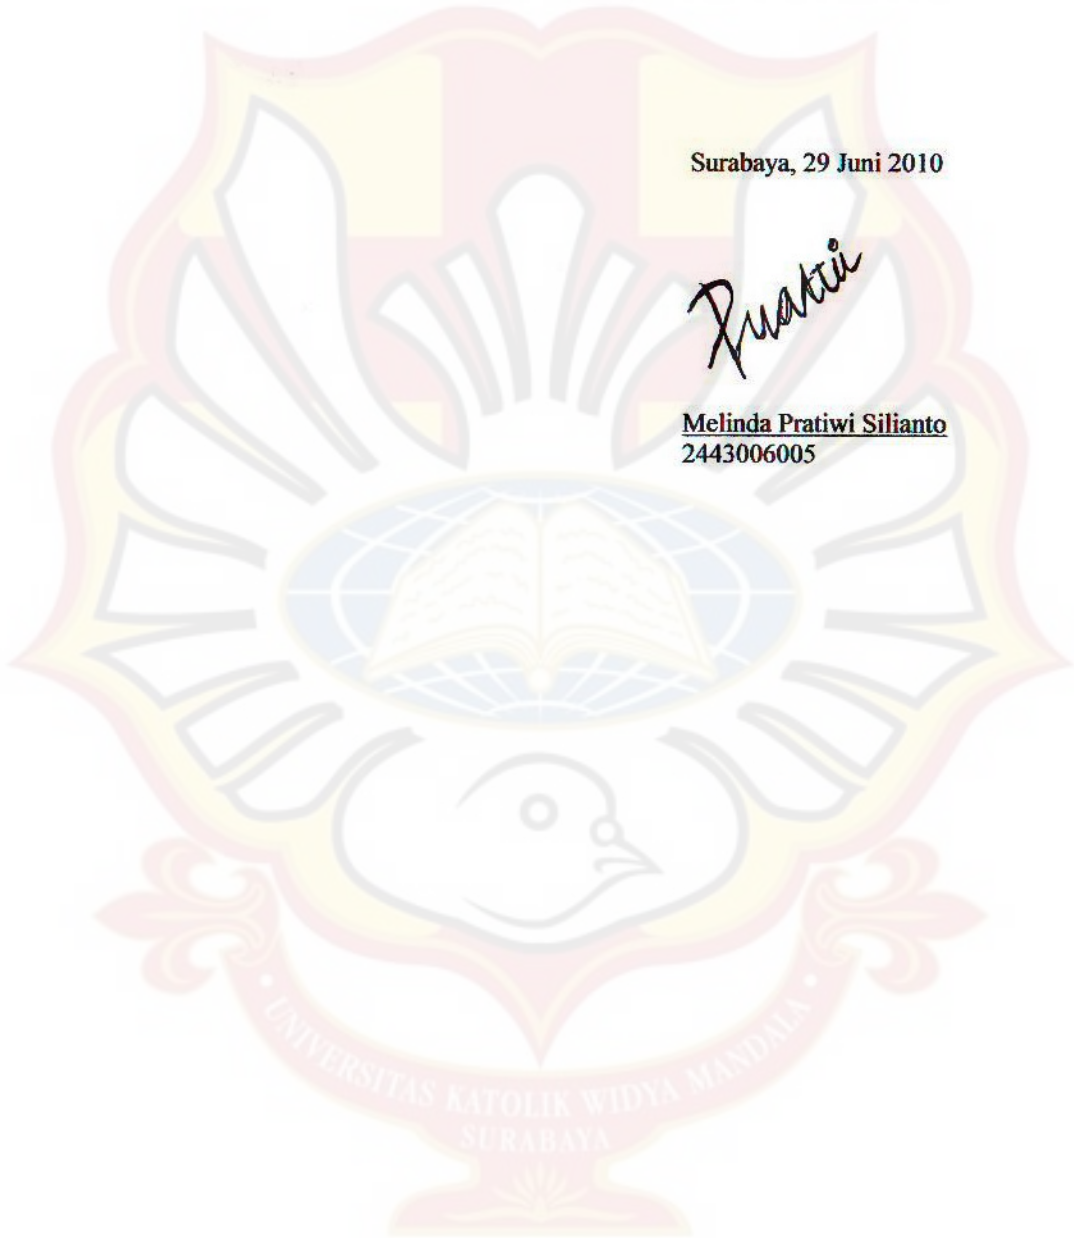 Surabaya, 29 Juni 2010
Melinda Pratiwi Silianto
2443006005
UNIVERSITAS KATOLIK WIDYA MANDALA
SURABAYA